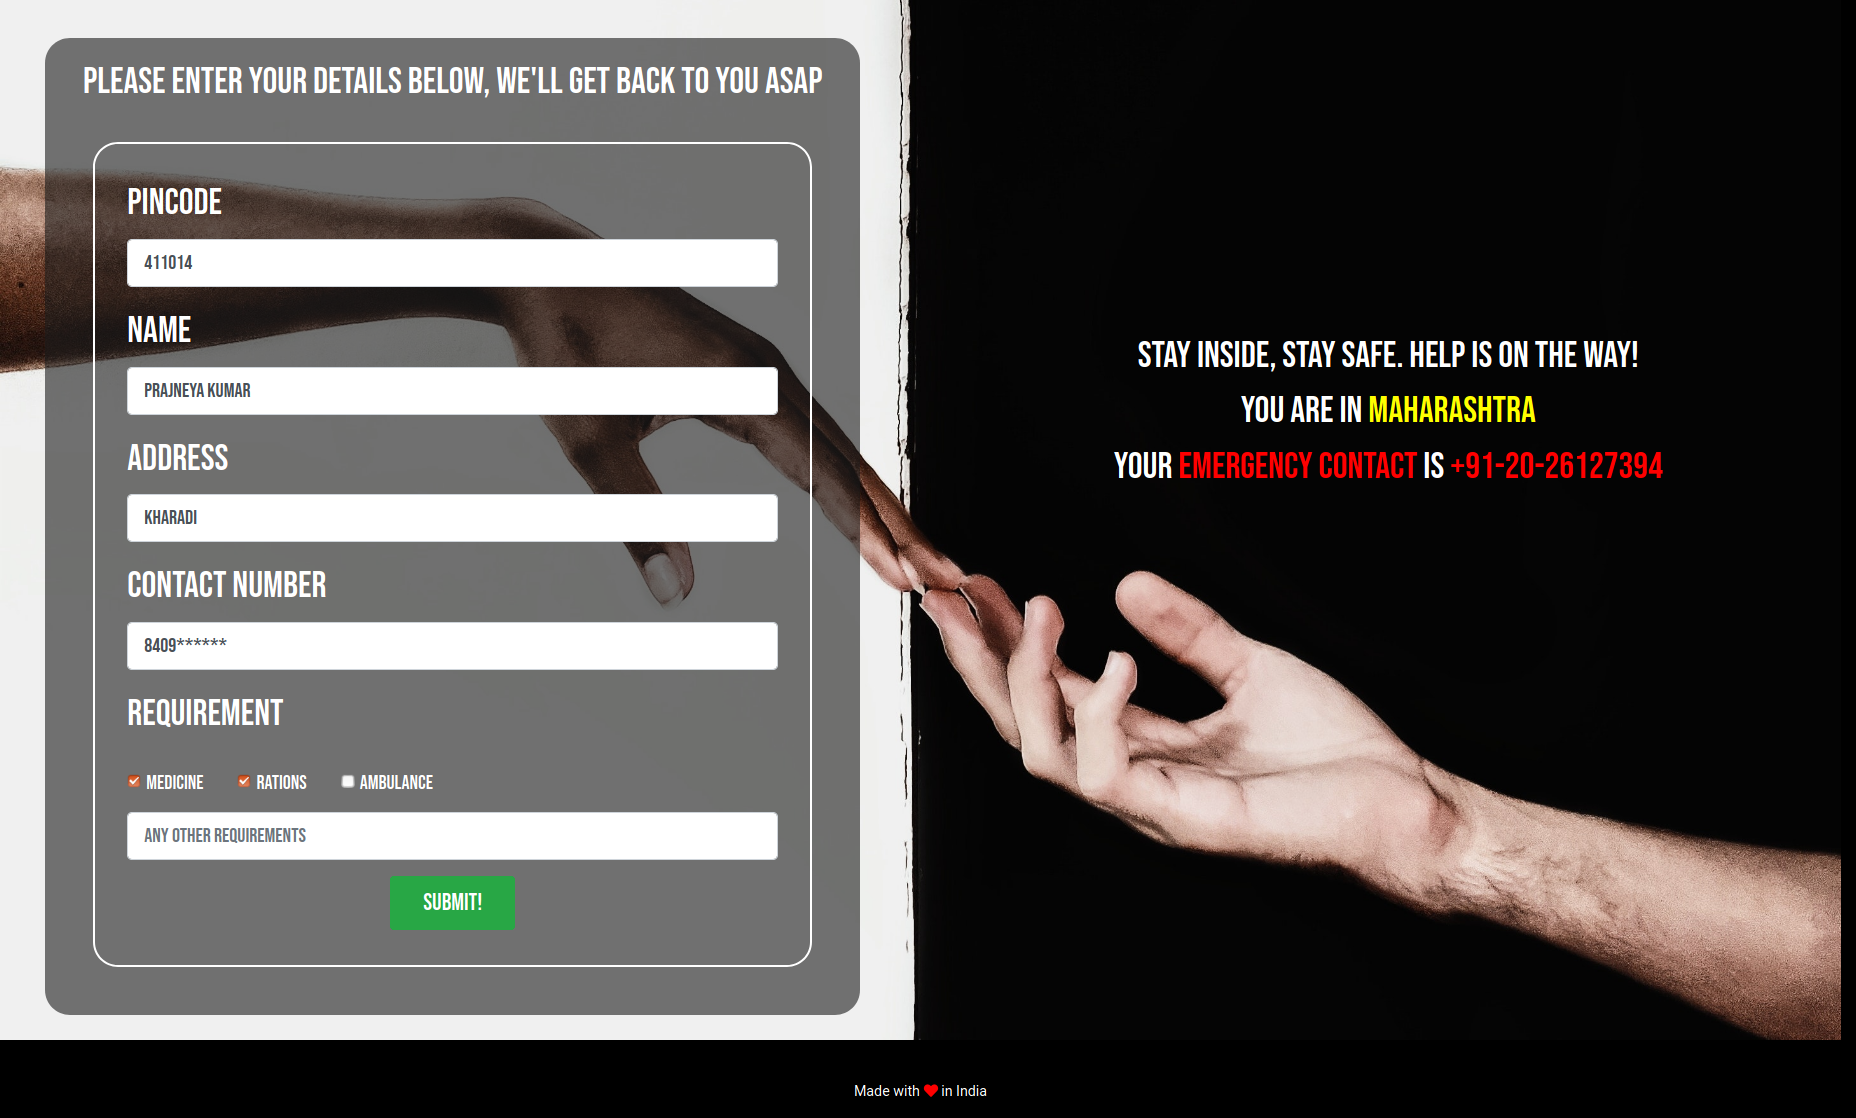 PLEASE ENTER YOUR DETAILS BELOW, WE'LL GET BACK TO YOU ASAP
PINCODE
411014
NAME
PRAJNEYA KUMAR
ADDRESS
KHARADI
CONTACT NUMBER
8409******
REQUIREMENT
MEDICINE RATIONS AMBULANCE
ANY OTHER REQUIREMENTS
SUBMIT!
STAY INSIDE, STAY SAFE. HELP IS ON THE WAY!
YOU ARE IN MAHARASHTRA
YOUR EMERGENCY CONTACT IS +91-20-26127394
Made with ❤ in India